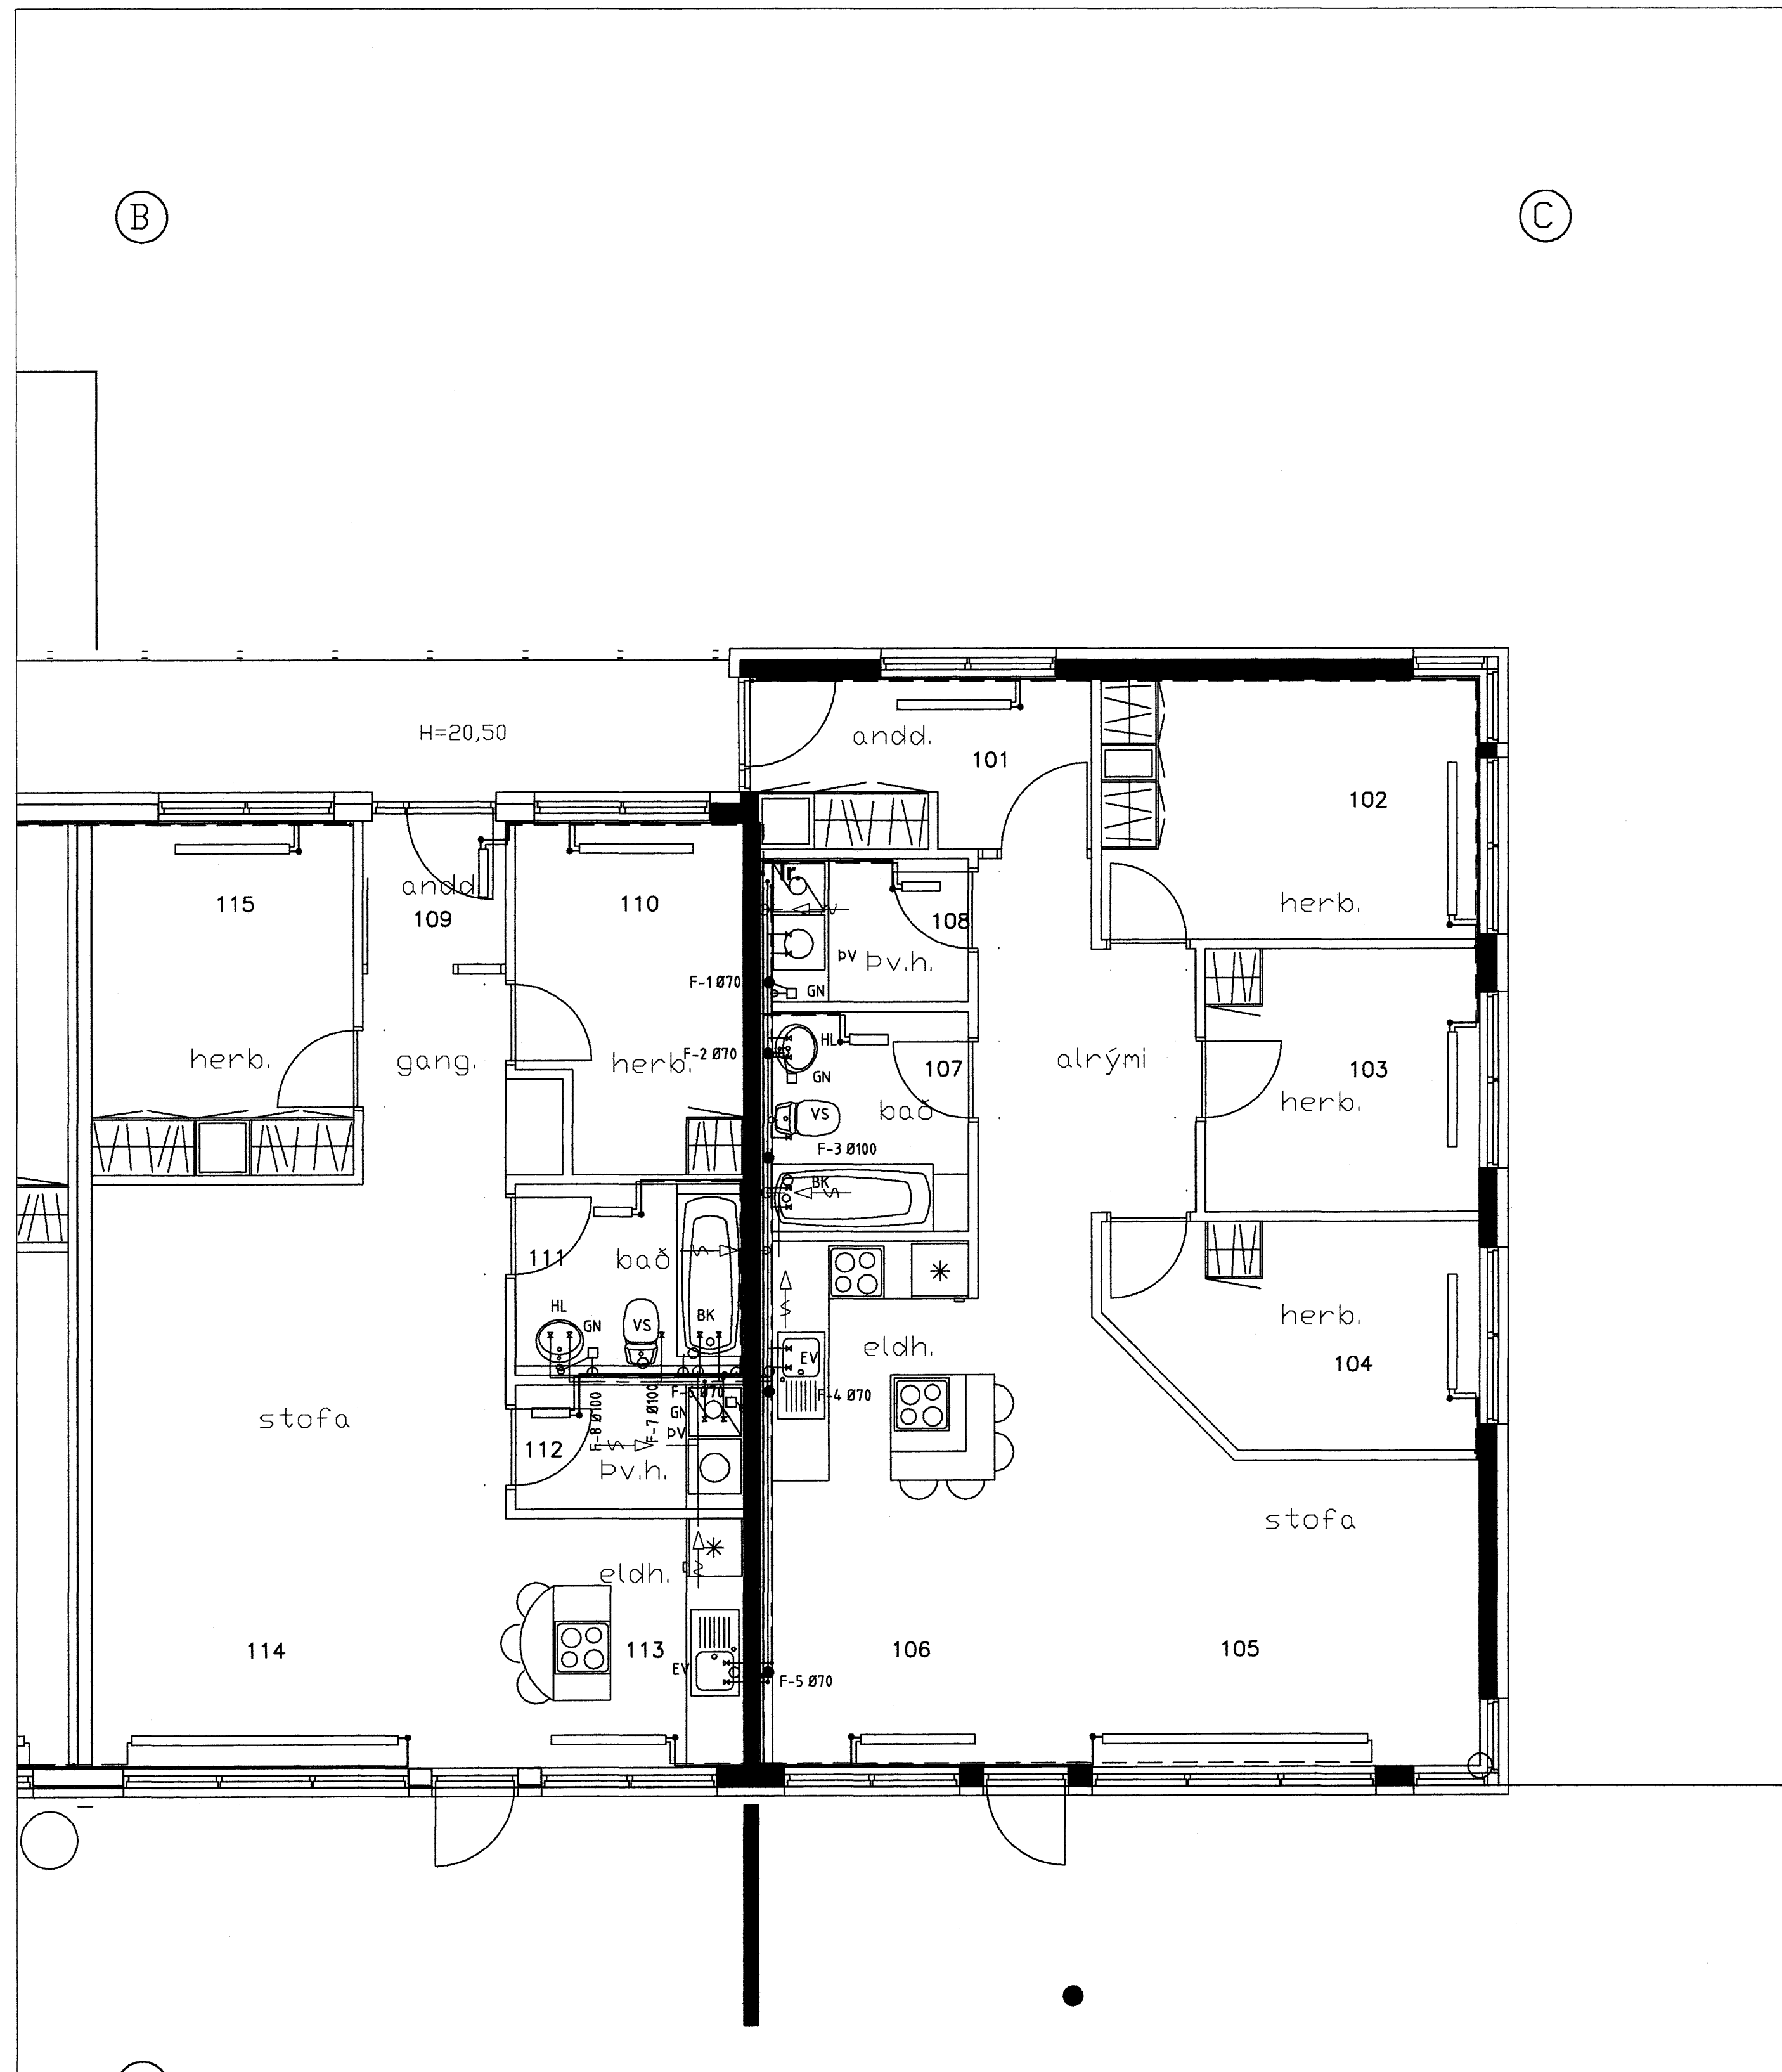 B
C
H=20,50
andd.
101
102
herb.
115
andd.
109
110
108
ÞV
Þv.h.
F-1 Ø70
GN
herb.
gang.
herb.
F-2 Ø70
HL
GN
107
bað
alrými
103
herb.
VS
F-3 Ø100
BK
111
bað
HL
GN
VS
BK
eldh.
EV
F-4 Ø70
herb.
104
stofa
GN
ÞV
F-8 Ø100
F-7 Ø100
112
Þv.h.
stofa
eldh.
114
113
EV
F-5 Ø70
106
105